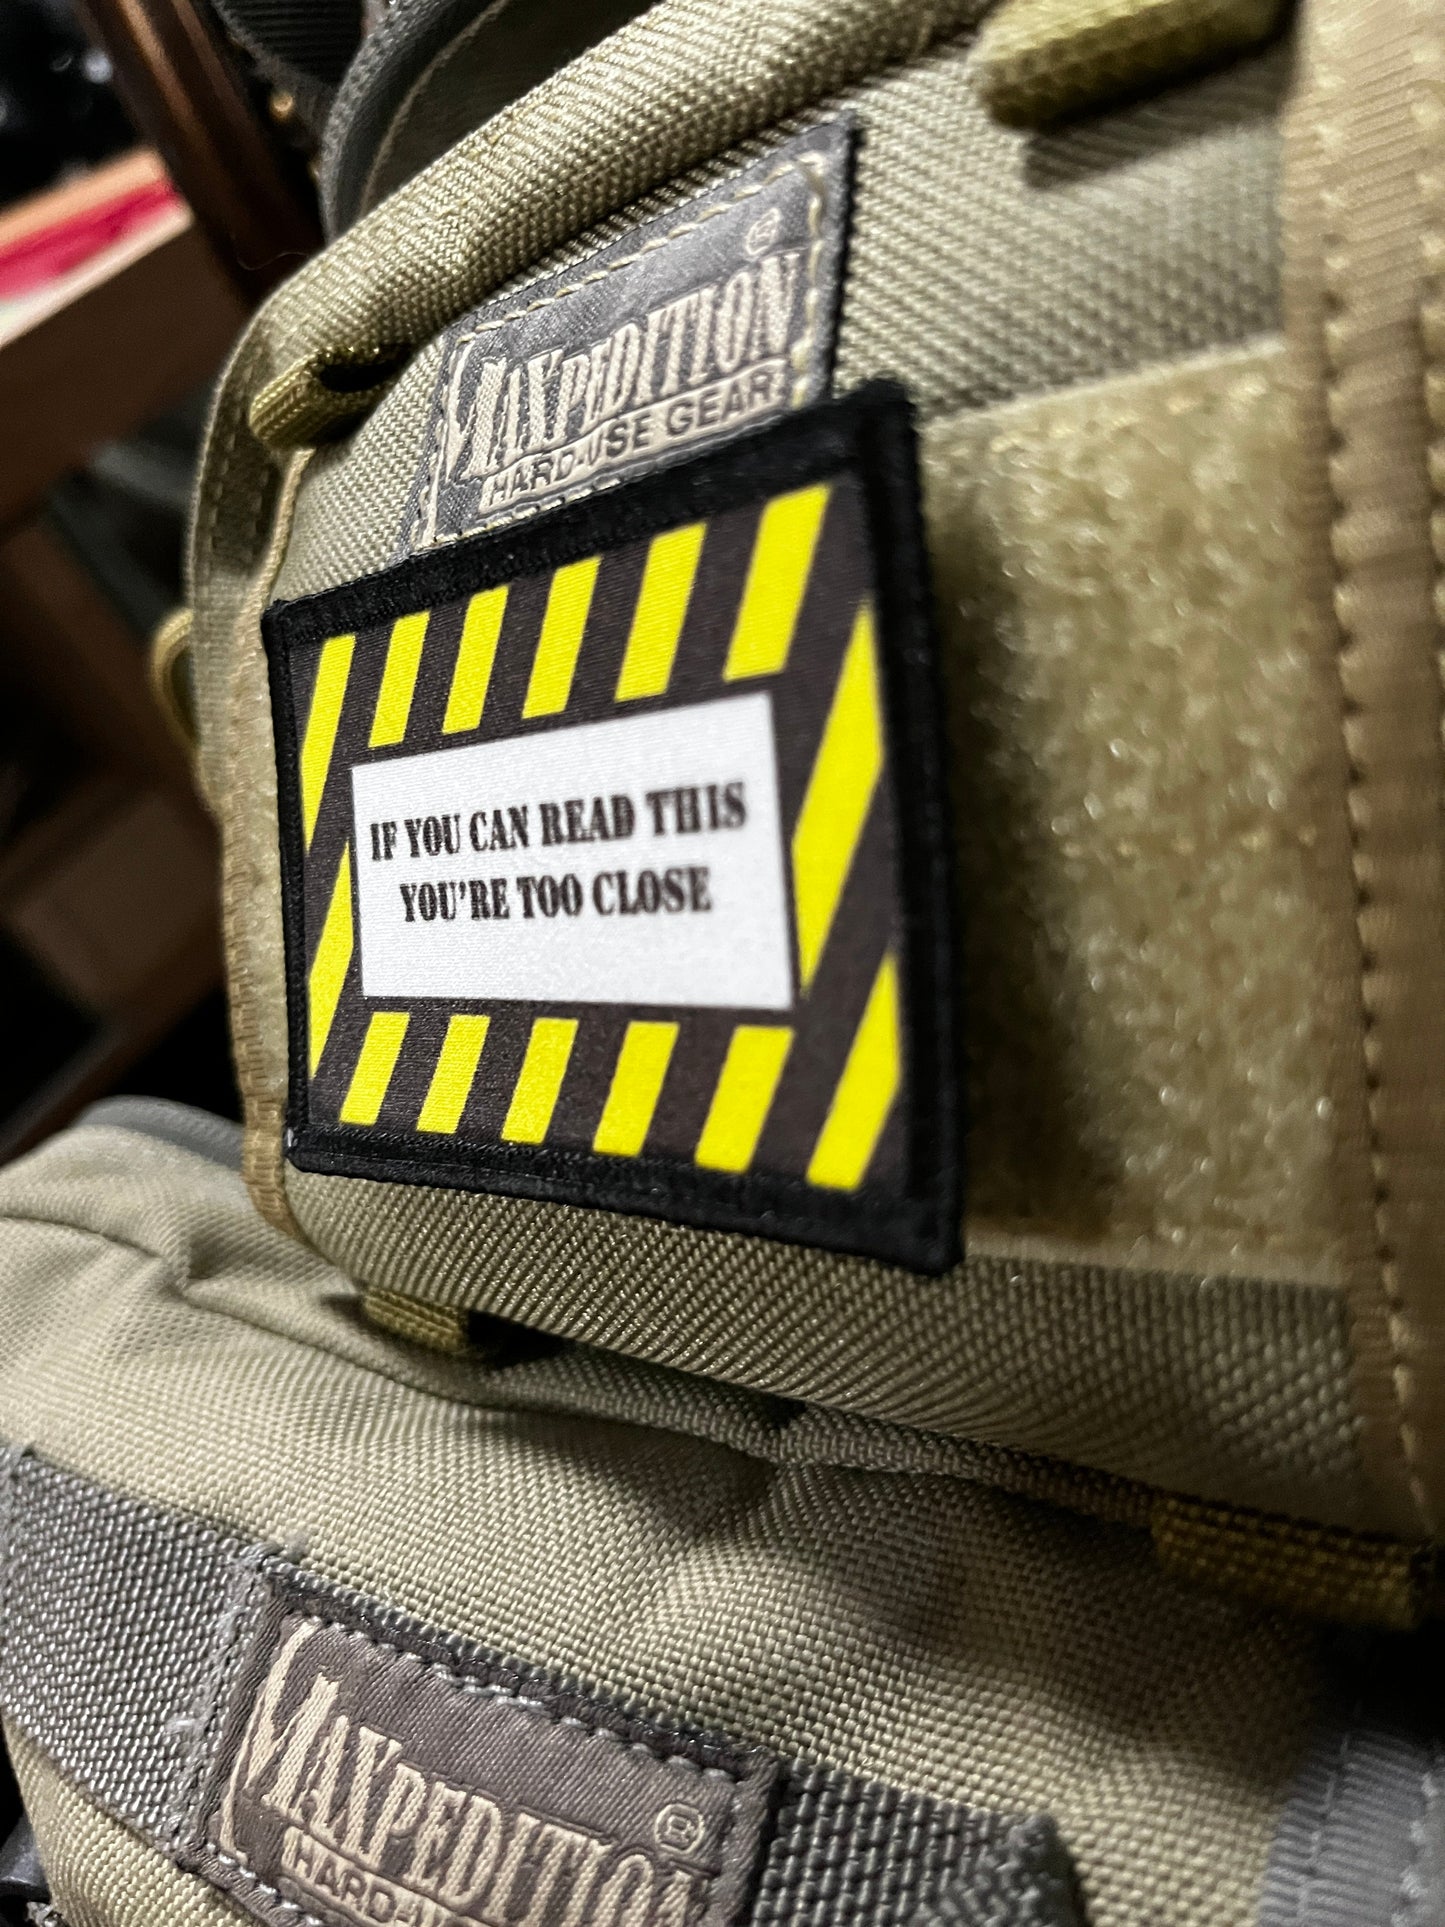 MAXPEDITION
®
HARD-USE GEAR
IF YOU CAN READ THIS
YOU'RE TOO CLOSE
MAXPEDITION
®